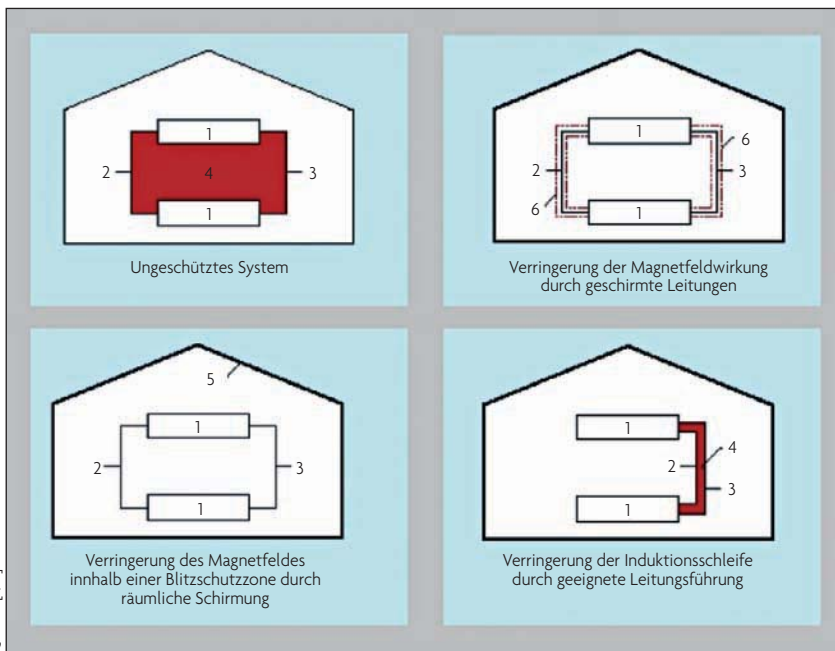 1
2
4
3
1
Ungeschütztes System
1
6
2
3
6
1
Verringerung der Magnetfeldwirkung
durch geschirmte Leitungen
5
1
2
3
1
Verringerung des Magnetfeldes
innhalb einer Blitzschutzzone durch
räumliche Schirmung
1
4
2
3
1
Verringerung der Induktionsschleife
durch geeignete Leitungsführung